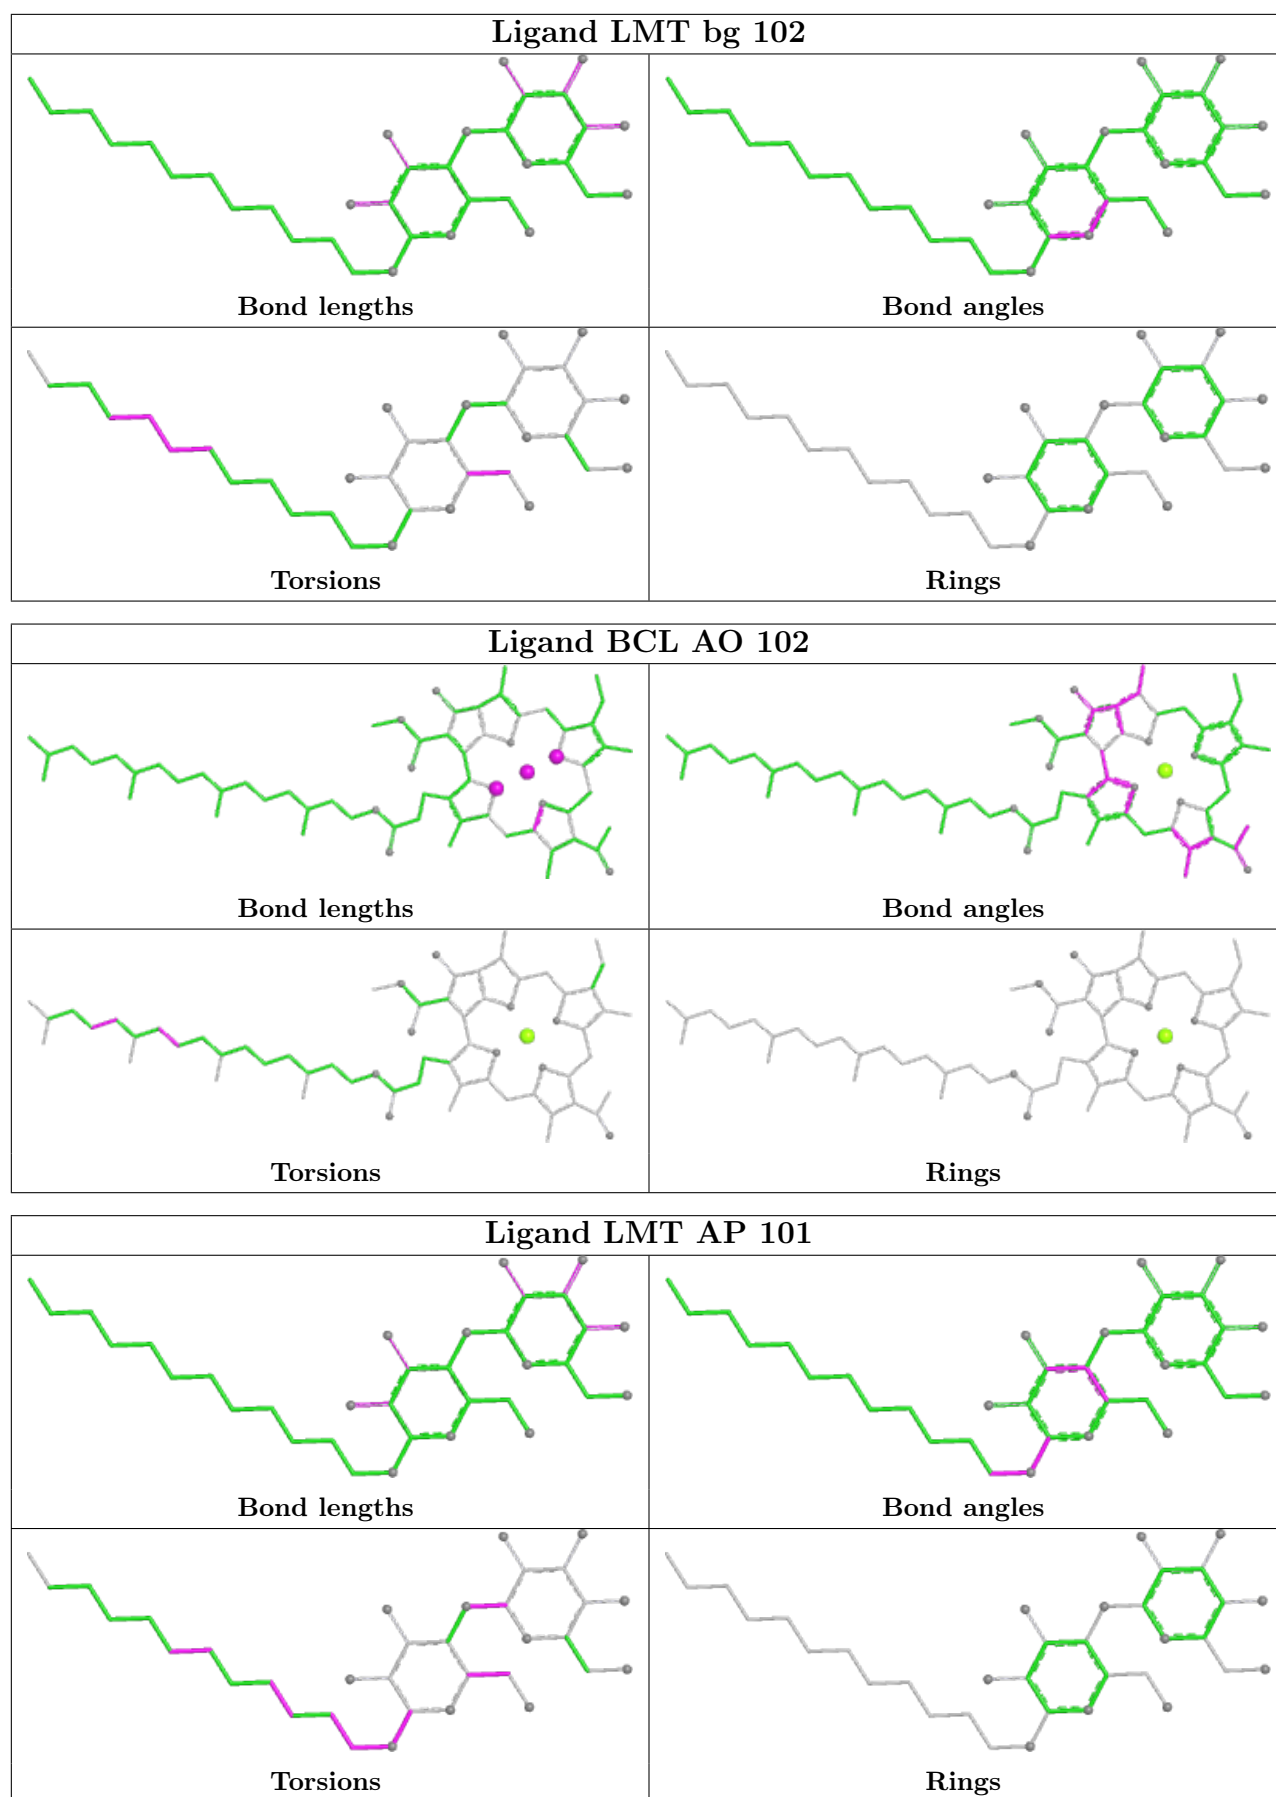 Ligand LMT bg 102
Bond lengths
Bond angles
Torsions
Rings
Ligand BCL AO 102
Bond lengths
Bond angles
Torsions
Rings
Ligand LMT AP 101
Bond lengths
Bond angles
Torsions
Rings